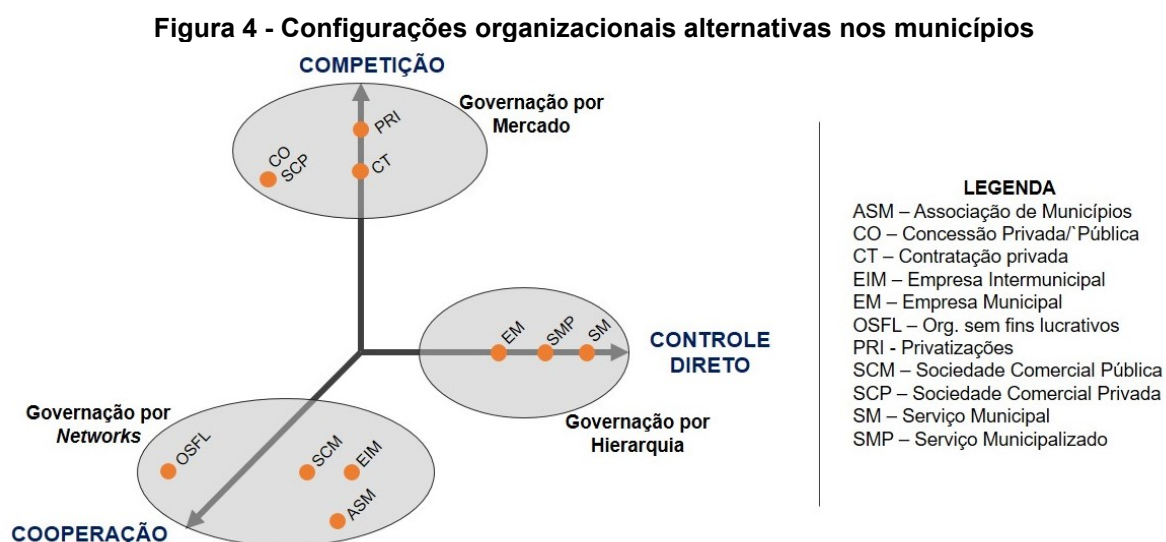 Figura 4 - Configurações organizacionais alternativas nos municípios
COMPETIÇÃO
Governação por
Mercado
PRI
CO
SCP
CT
EM
SMP
SM
CONTROLE
DIRETO
Governação por
Hierarquia
Governação por
Networks
OSFL
SCM
EIM
ASM
COOPERAÇÃO
LEGENDA
ASM – Associação de Municípios
CO – Concessão Privada/`Pública
CT – Contratação privada
EIM – Empresa Intermunicipal
EM – Empresa Municipal
OSFL – Org. sem fins lucrativos
PRI - Privatizações
SCM – Sociedade Comercial Pública
SCP – Sociedade Comercial Privada
SM – Serviço Municipal
SMP – Serviço Municipalizado